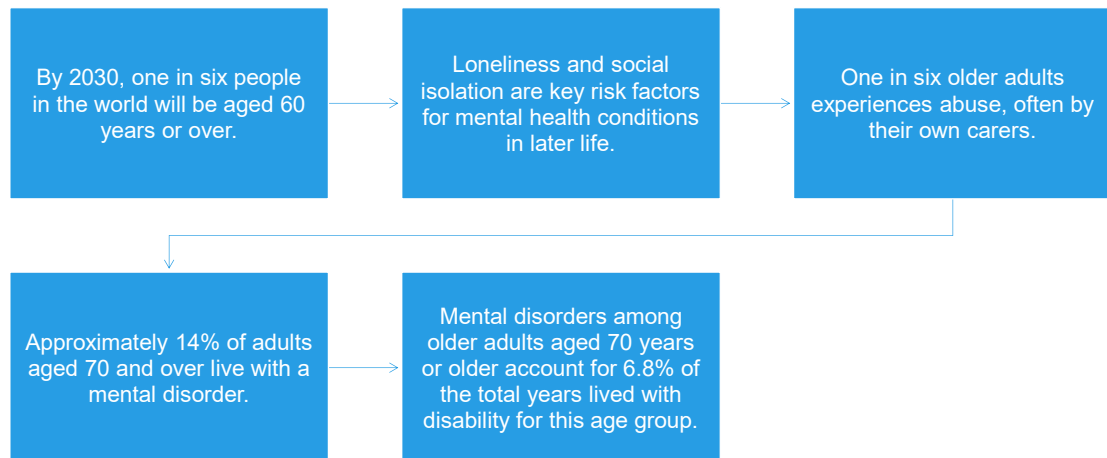 By 2030, one in six people
in the world will be aged 60
years or over.
Loneliness and social
isolation are key risk factors
for mental health conditions
in later life.
One in six older adults
experiences abuse, often by
their own carers.
Approximately 14% of adults
aged 70 and over live with a
mental disorder.
Mental disorders among
older adults aged 70 years
or older account for 6.8% of
the total years lived with
disability for this age group.